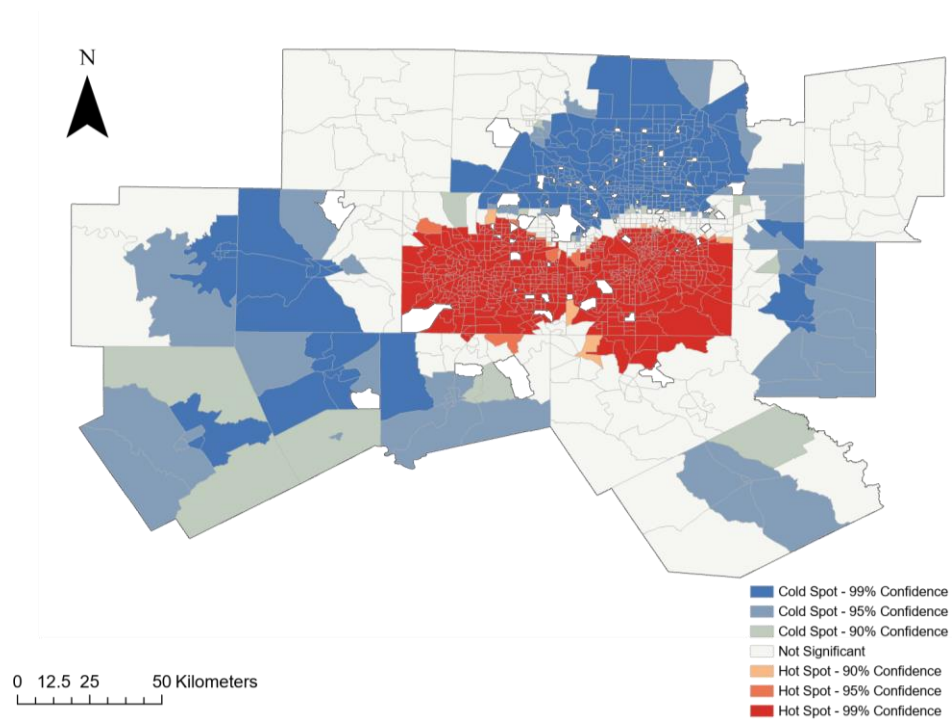 N
Cold Spot - 99% Confidence
Cold Spot - 95% Confidence
Cold Spot - 90% Confidence
Not Significant
Hot Spot - 90% Confidence
Hot Spot - 95% Confidence
Hot Spot - 99% Confidence
0 12.5 25 50 Kilometers